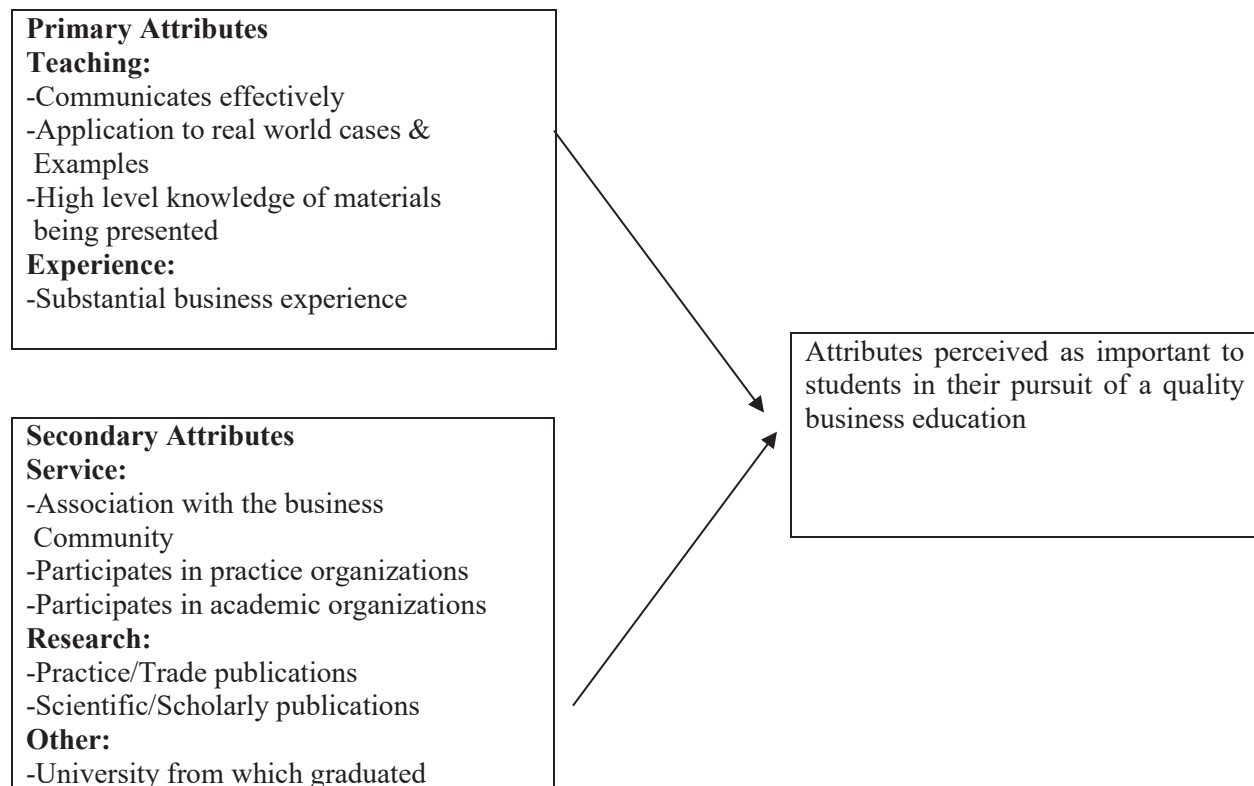 Primary Attributes
Teaching:
-Communicates effectively
-Application to real world cases &
Examples
-High level knowledge of materials
being presented
Experience:
-Substantial business experience
Attributes perceived as important to
students in their pursuit of a quality
business education
Secondary Attributes
Service:
-Association with the business
Community
-Participates in practice organizations
-Participates in academic organizations
Research:
-Practice/Trade publications
-Scientific/Scholarly publications
Other:
-University from which graduated